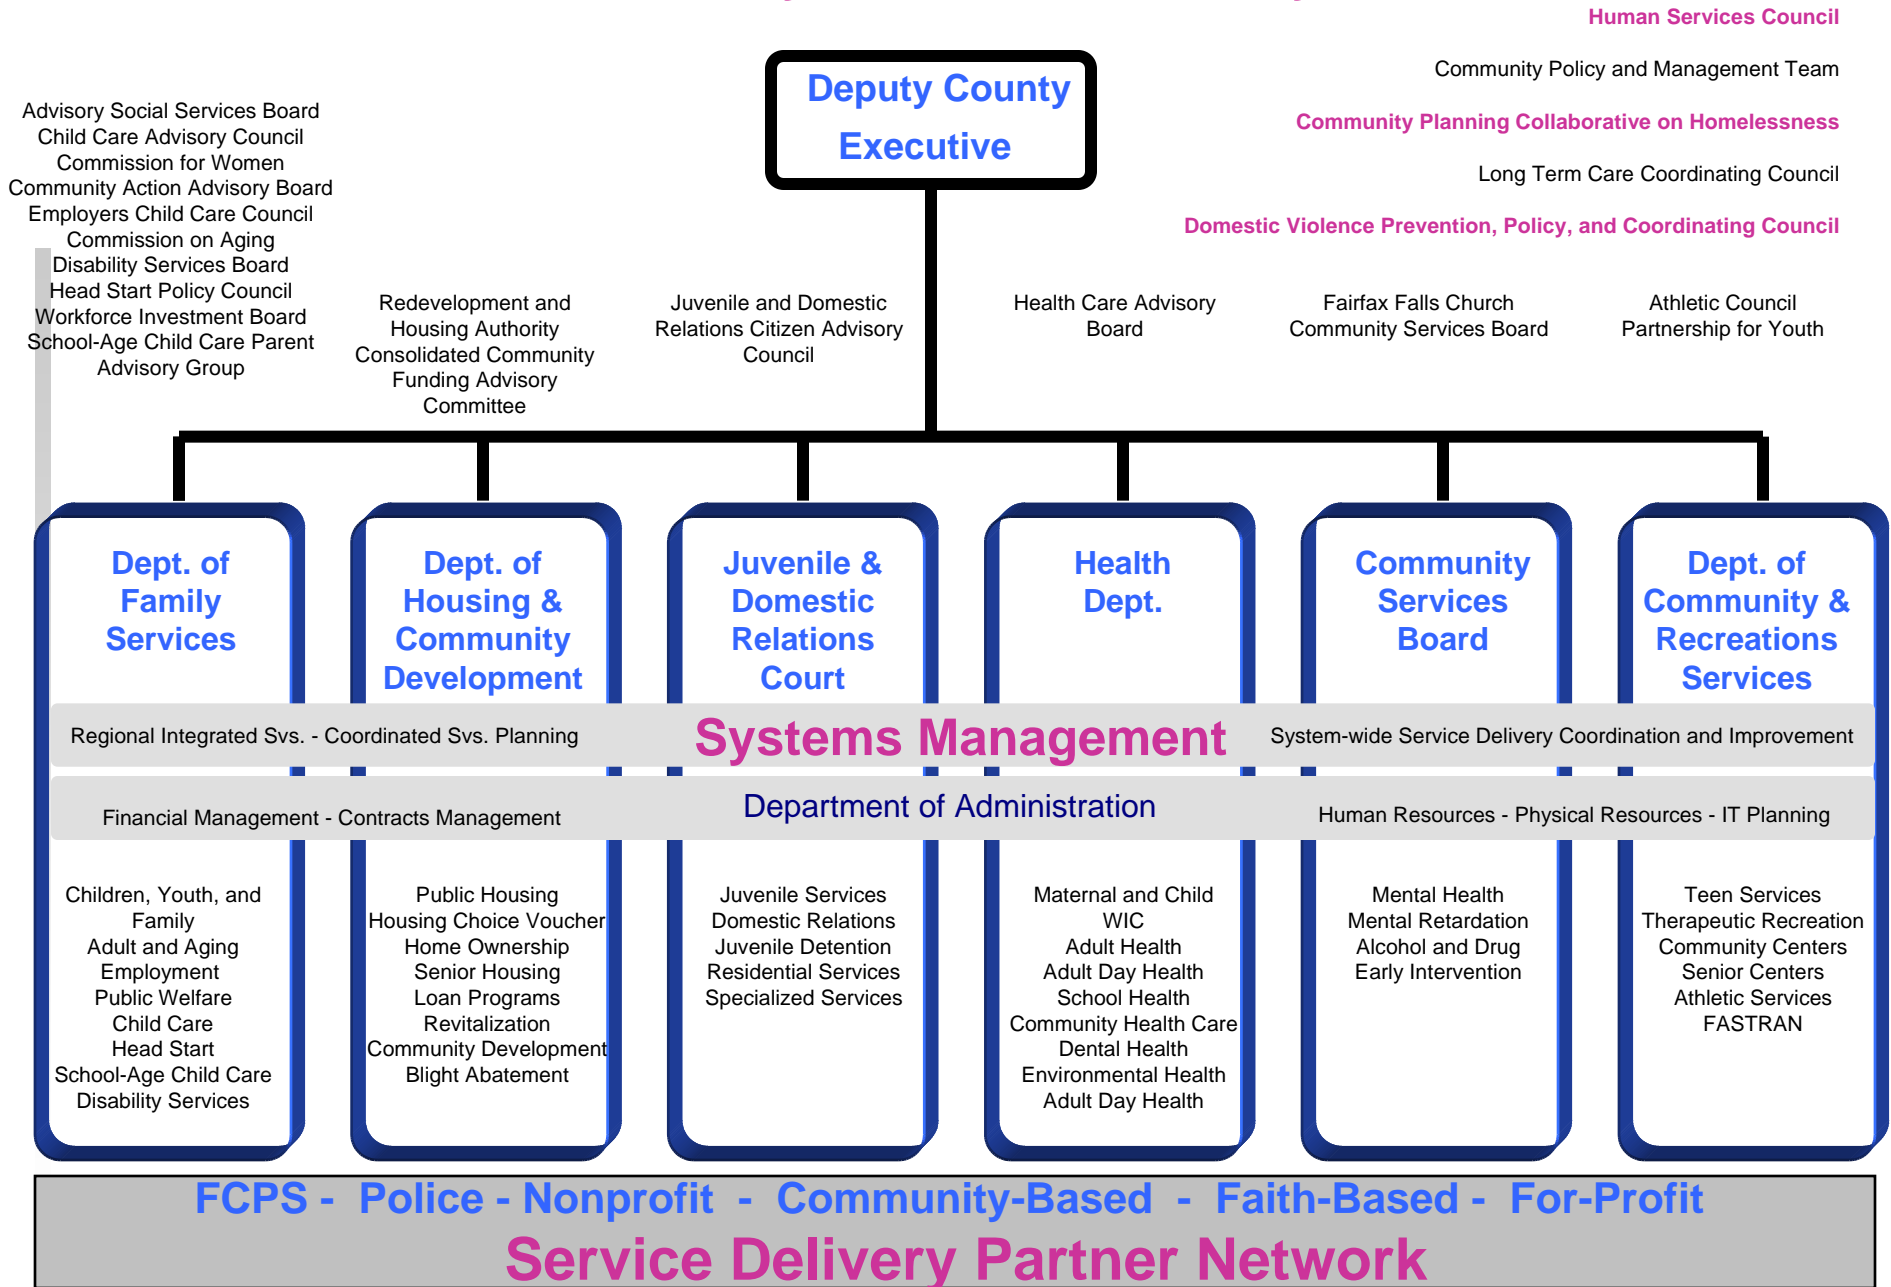 Human Services Council
Community Policy and Management Team
Community Planning Collaborative on Homelessness
Long Term Care Coordinating Council
Domestic Violence Prevention, Policy, and Coordinating Council
Deputy County
Executive
Advisory Social Services Board
Child Care Advisory Council
Commission for Women
Community Action Advisory Board
Employers Child Care Council
Commission on Aging
Disability Services Board
Head Start Policy Council
Workforce Investment Board
School-Age Child Care Parent
Advisory Group
Redevelopment and
Housing Authority
Consolidated Community
Funding Advisory
Committee
Juvenile and Domestic
Relations Citizen Advisory
Council
Health Care Advisory
Board
Fairfax Falls Church
Community Services Board
Athletic Council
Partnership for Youth
Dept. of
Family
Services
Dept. of
Housing &
Community
Development
Juvenile &
Domestic
Relations
Court
Health
Dept.
Community
Services
Board
Dept. of
Community &
Recreations
Services
Regional Integrated Svs. - Coordinated Svs. Planning
Systems Management
System-wide Service Delivery Coordination and Improvement
Financial Management - Contracts Management
Department of Administration
Human Resources - Physical Resources - IT Planning
Children, Youth, and
Family
Adult and Aging
Employment
Public Welfare
Child Care
Head Start
School-Age Child Care
Disability Services
Public Housing
Housing Choice Voucher
Home Ownership
Senior Housing
Loan Programs
Revitalization
Community Development
Blight Abatement
Juvenile Services
Domestic Relations
Juvenile Detention
Residential Services
Specialized Services
Maternal and Child
WIC
Adult Health
Adult Day Health
School Health
Community Health Care
Dental Health
Environmental Health
Adult Day Health
Mental Health
Mental Retardation
Alcohol and Drug
Early Intervention
Teen Services
Therapeutic Recreation
Community Centers
Senior Centers
Athletic Services
FASTRAN
FCPS - Police - Nonprofit - Community-Based - Faith-Based - For-Profit
Service Delivery Partner Network